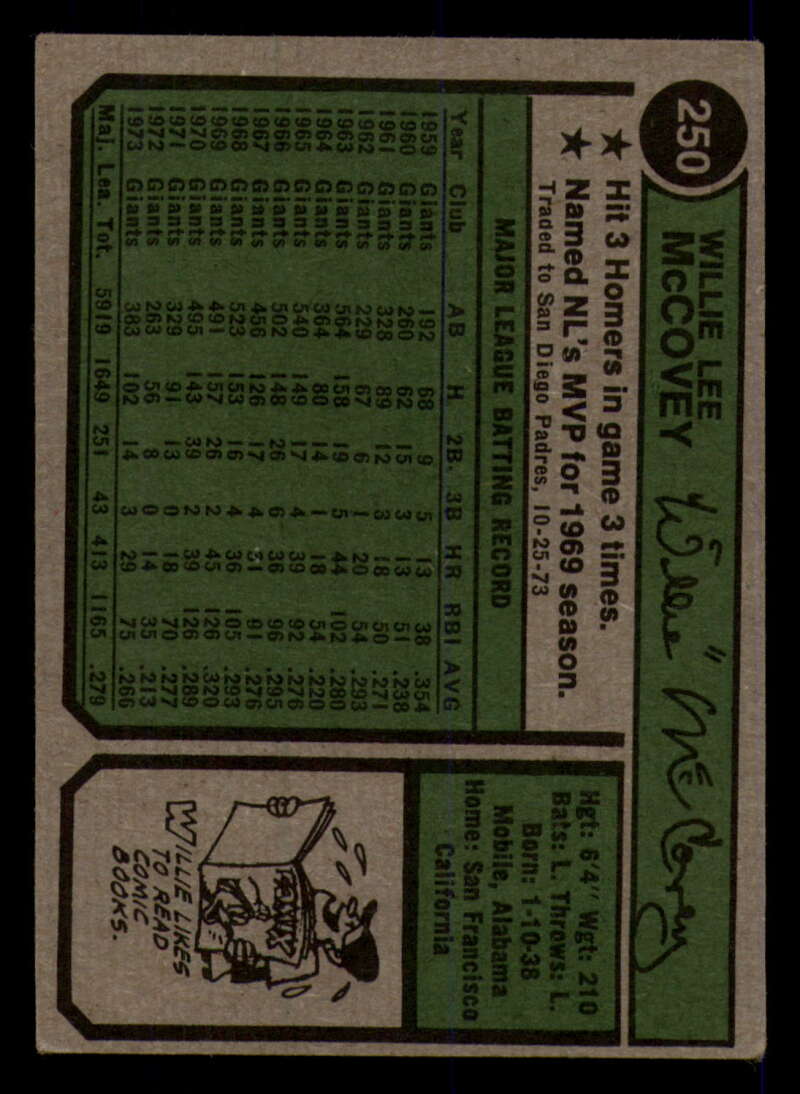 250
WILLIE LEE
McCOVEY
Willie McCovey
★ Hit 3 Homers in game 3 times.
★ Named NL's MVP for 1969 season.
Traded to San Diego Padres, 10-25-73
MAJOR LEAGUE BATTING RECORD
Year Club AB H 2B. 3B HR RBI AVG
1959 Giants 192 68 9 5 13 38 .354
1960 Giants 260 62 15 3 13 51 .238
1961 Giants 328 89 12 3 18 50 .271
1962 Giants 229 67 6 1 20 54 .293
1963 Giants 564 158 19 5 44 102 .280
1964 Giants 364 80 14 1 18 54 .220
1965 Giants 540 149 17 4 39 92 .276
1966 Giants 502 148 26 6 36 96 .295
1967 Giants 456 126 17 4 31 91 .276
1968 Giants 523 153 16 4 36 105 .293
1969 Giants 491 157 26 2 45 126 .320
1970 Giants 495 143 39 2 39 126 .289
1971 Giants 329 91 13 0 18 70 .277
1972 Giants 263 56 8 0 14 35 .213
1973 Giants 383 102 14 3 29 75 .266
Maj. Lea. Tot. 5919 1649 251 43 413 1165 .279
Hgt: 6'4" Wgt: 210
Bats: L. Throws: L.
Born: 1-10-38
Mobile, Alabama
Home: San Francisco
California
WILLIE LIKES
TO READ
COMIC
BOOKS.